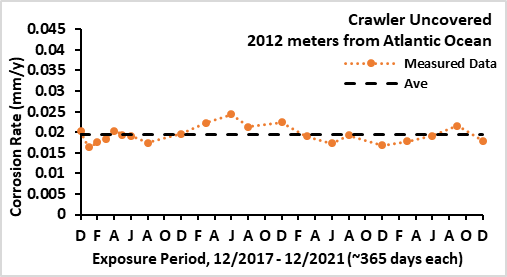 Crawler Uncovered
2012 meters from Atlantic Ocean
Measured Data
Ave
Corrosion Rate (mm/y)
0.045
0.04
0.035
0.03
0.025
0.02
0.015
0.01
0.005
0
D F A J A O D F A J A O D F A J A O D F A J A O D
Exposure Period, 12/2017 - 12/2021 (~365 days each)